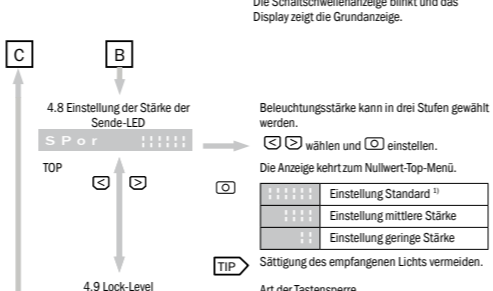 Die Schaltschwellenanzeige blinkt und das
Display zeigt die Grundanzeige.
C
B
4.8 Einstellung der Stärke der
Sende-LED
SPor
TOP
< >
Beleuchtungsstärke kann in drei Stufen gewählt
werden.
< > wählen und O einstellen.
Die Anzeige kehrt zum Nullwert-Top-Menü.
O
Einstellung Standard 1)
Einstellung mittlere Stärke
Einstellung geringe Stärke
TIP
Sättigung des empfangenen Lichts vermeiden.
4.9 Lock-Level
Art der Tastensperre